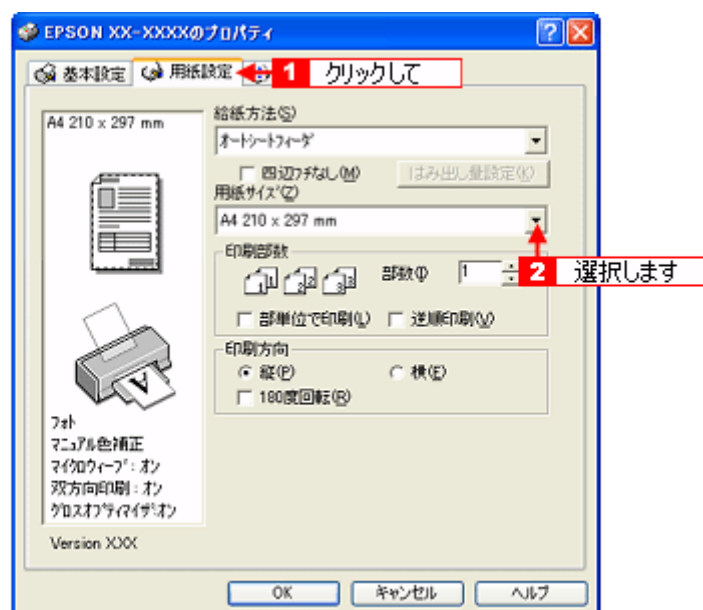 EPSON XX-XXXXのプロパティ
基本設定 用紙設定 1 クリックして
A4 210 x 297 mm
給紙方法(S)
オートシートフィーダ
四辺フチなし(M) はみ出し量設定(K)
用紙サイズ(Z)
A4 210 x 297 mm
2 選択します
印刷部数
部数(I) 1
部単位で印刷(L) 逆順印刷(V)
印刷方向
縦(P) 横(E)
180度回転(R)
フォト
マニュアル色補正
マイクロウィーブ:オン
双方向印刷:オン
グロスオプティマイザ:オン
Version XXX
OK キャンセル ヘルプ